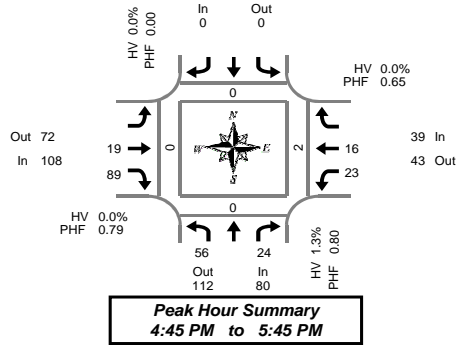 HV 0.0%
PHF 0.00
In Out
0 0
HV 0.0%
PHF 0.65
0
N
W E
S
Out 72
In 108
19
89
0
2
16
23
39 In
43 Out
HV 0.0%
PHF 0.79
0
56 24
Out In
112 80
HV 1.3%
PHF 0.80
Peak Hour Summary
4:45 PM to 5:45 PM